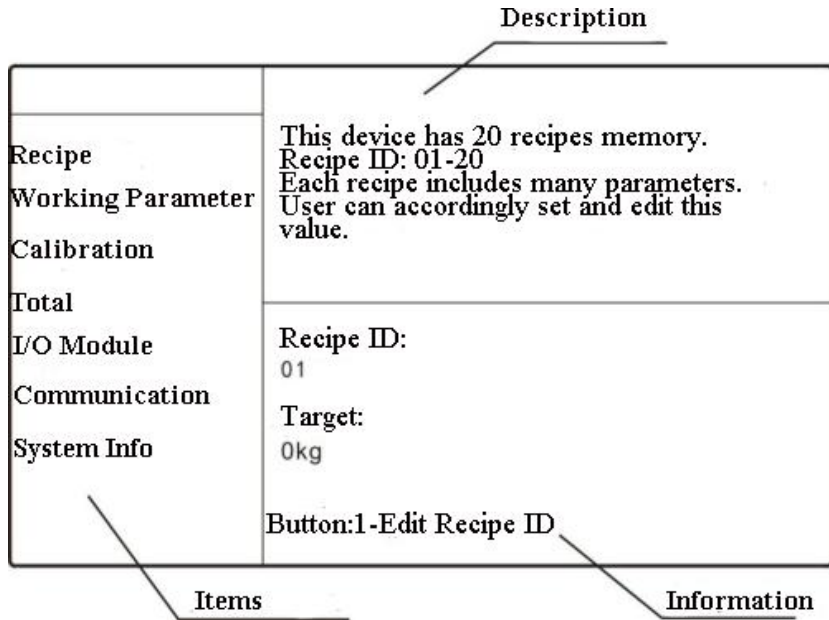 Description
This device has 20 recipes memory.
Recipe ID: 01-20
Each recipe includes many parameters.
User can accordingly set and edit this
value.
Recipe
Working Parameter
Calibration
Total
I/O Module
Communication
System Info
Recipe ID:
01
Target:
0kg
Button:1-Edit Recipe ID
Items
Information